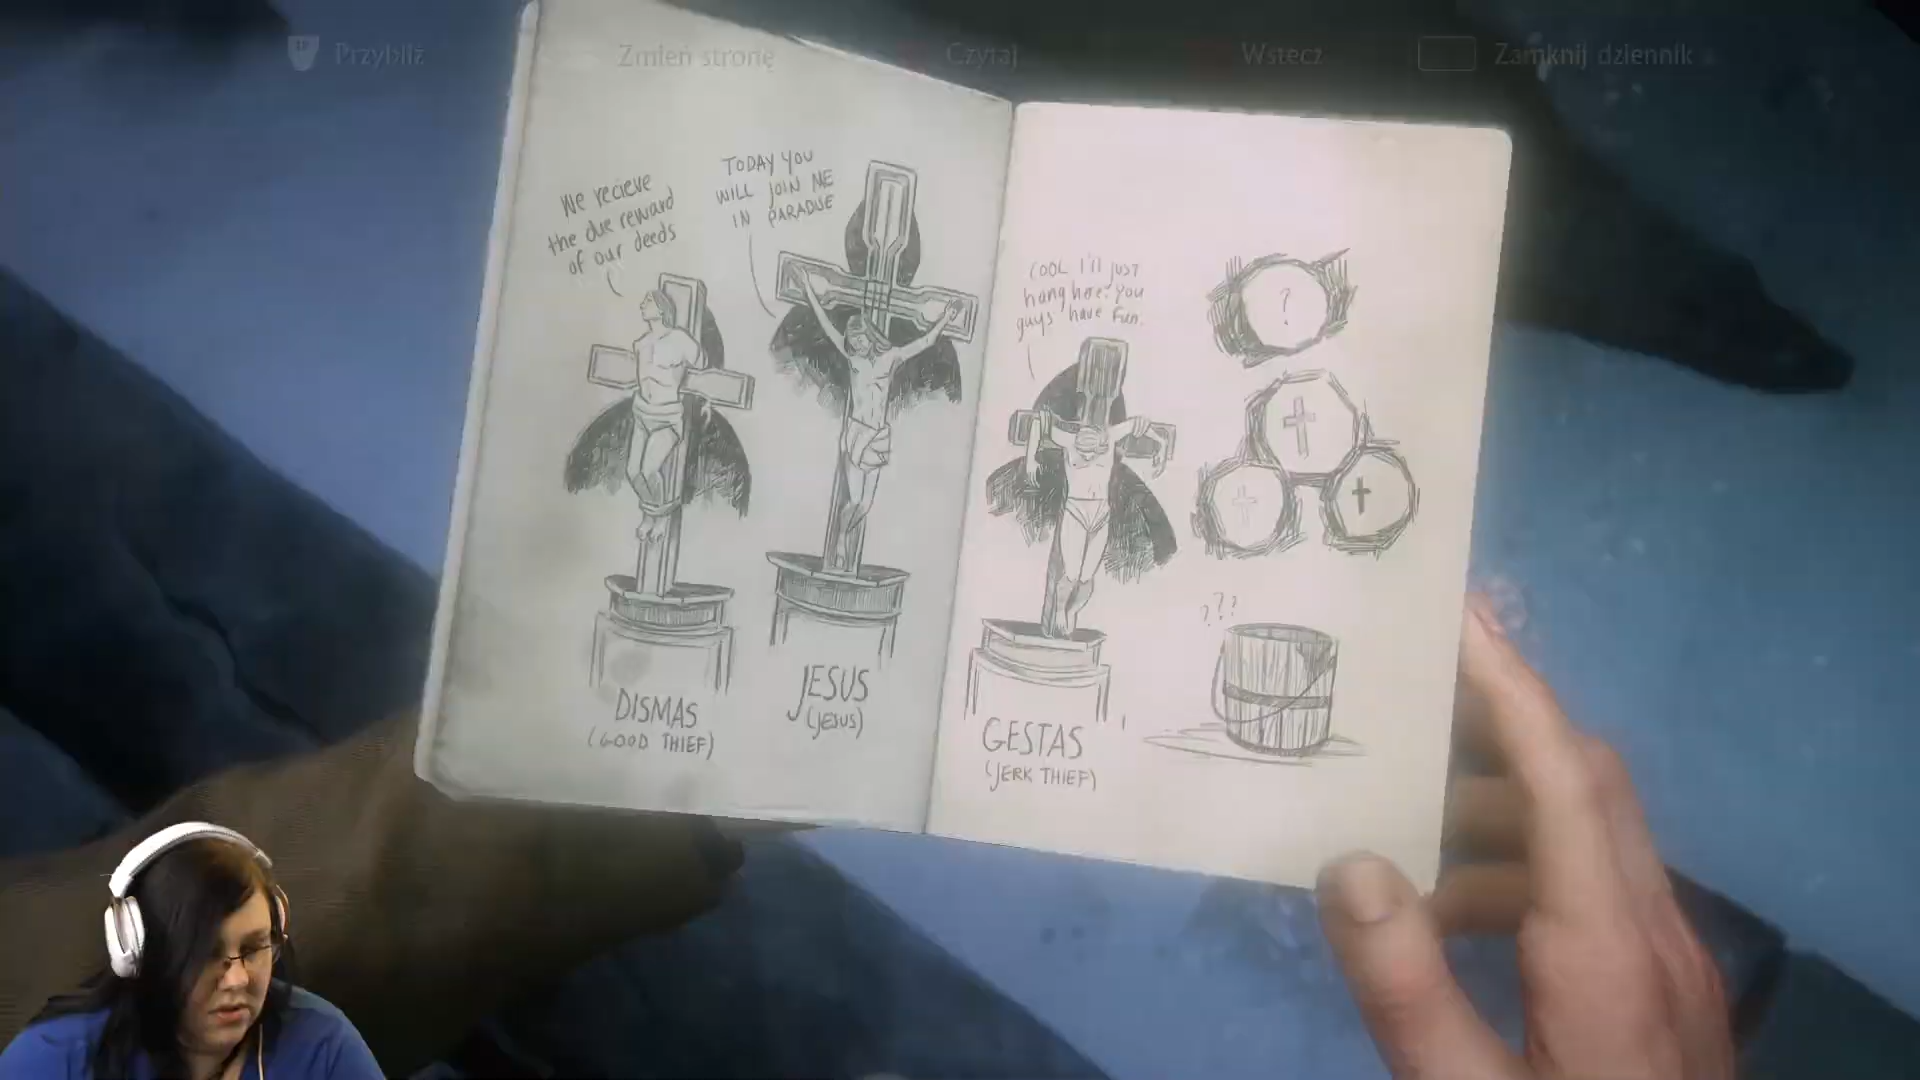 Przybliż
Zmień stronę
Czytaj
Wstecz
Zamknij dziennik
We recieve
the due reward
of our deeds
TODAY YOU
WILL JOIN ME
IN PARADISE
DISMAS
(GOOD THIEF)
JESUS
(JESUS)
COOL I'll JUST
hang here. You
guys have fun.
GESTAS
(JERK THIEF)
?
???